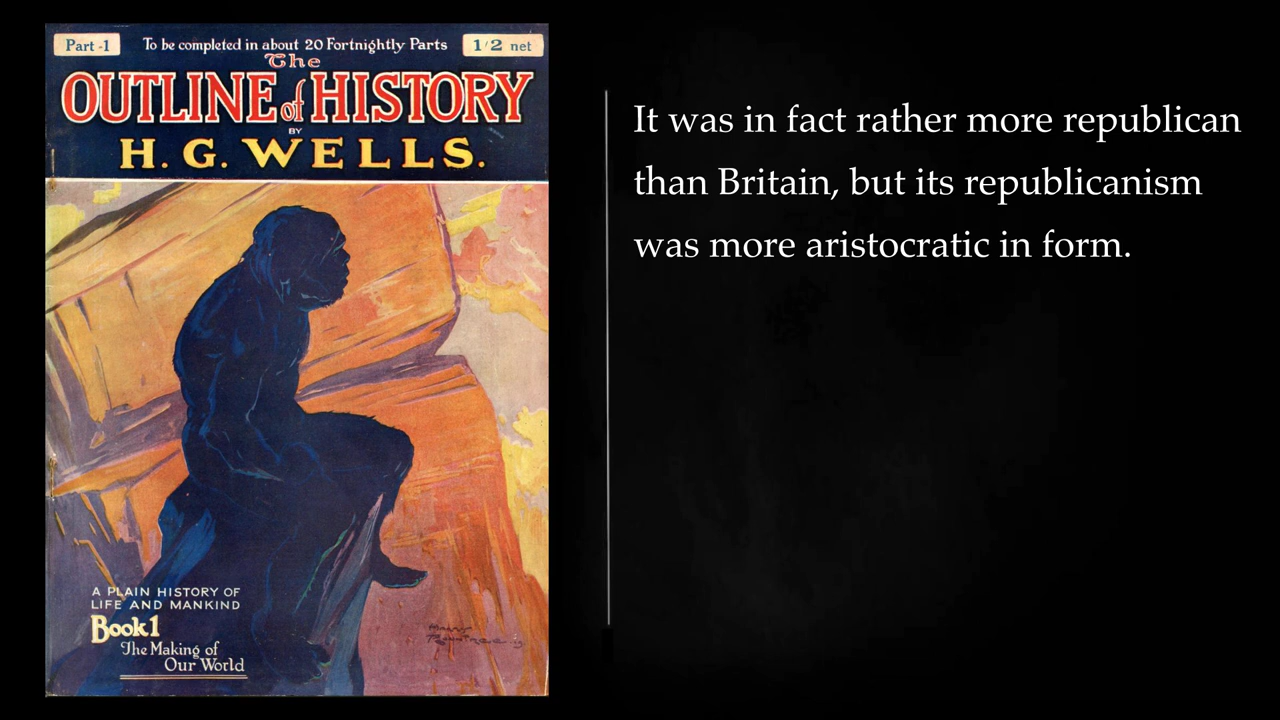 Part -1
To be completed in about 20 Fortnightly Parts
1/2 net
The
OUTLINE of HISTORY
BY
H. G. WELLS.
A PLAIN HISTORY OF
LIFE AND MANKIND
Book 1
The Making of
Our World
It was in fact rather more republican
than Britain, but its republicanism
was more aristocratic in form.